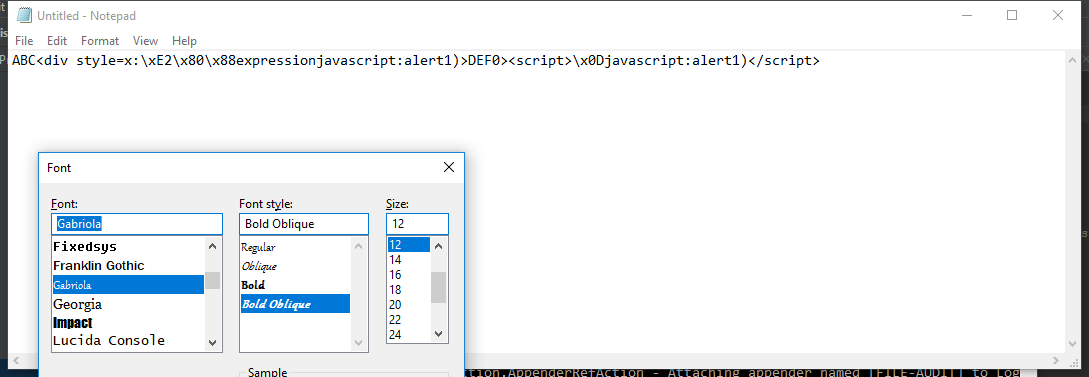 Untitled - Notepad
File Edit Format View Help
ABC<div style=x:\xE2\x80\x88expressionjavascript:alert1)>DEF0><script>\x0Djavascript:alert1)</script>
Font
Font: Font style: Size:
Gabriola Bold Oblique 12
Fixedsys Regular 12
Franklin Gothic Oblique 14
Gabriola Bold 16
Georgia Bold Oblique 18
Impact 20
Lucida Console 22
24
Sample
ction.AppenderRefAction - Attaching appender named [FILE-AUDIT] to Log